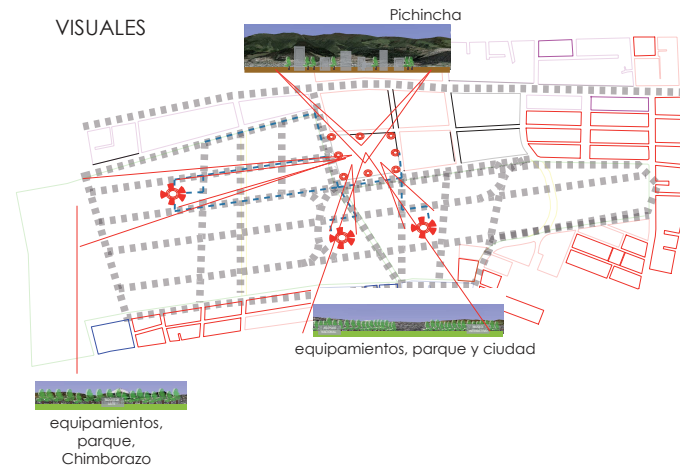 VISUALES
Pichincha
equipamientos, parque y ciudad
equipamientos,
parque,
Chimborazo